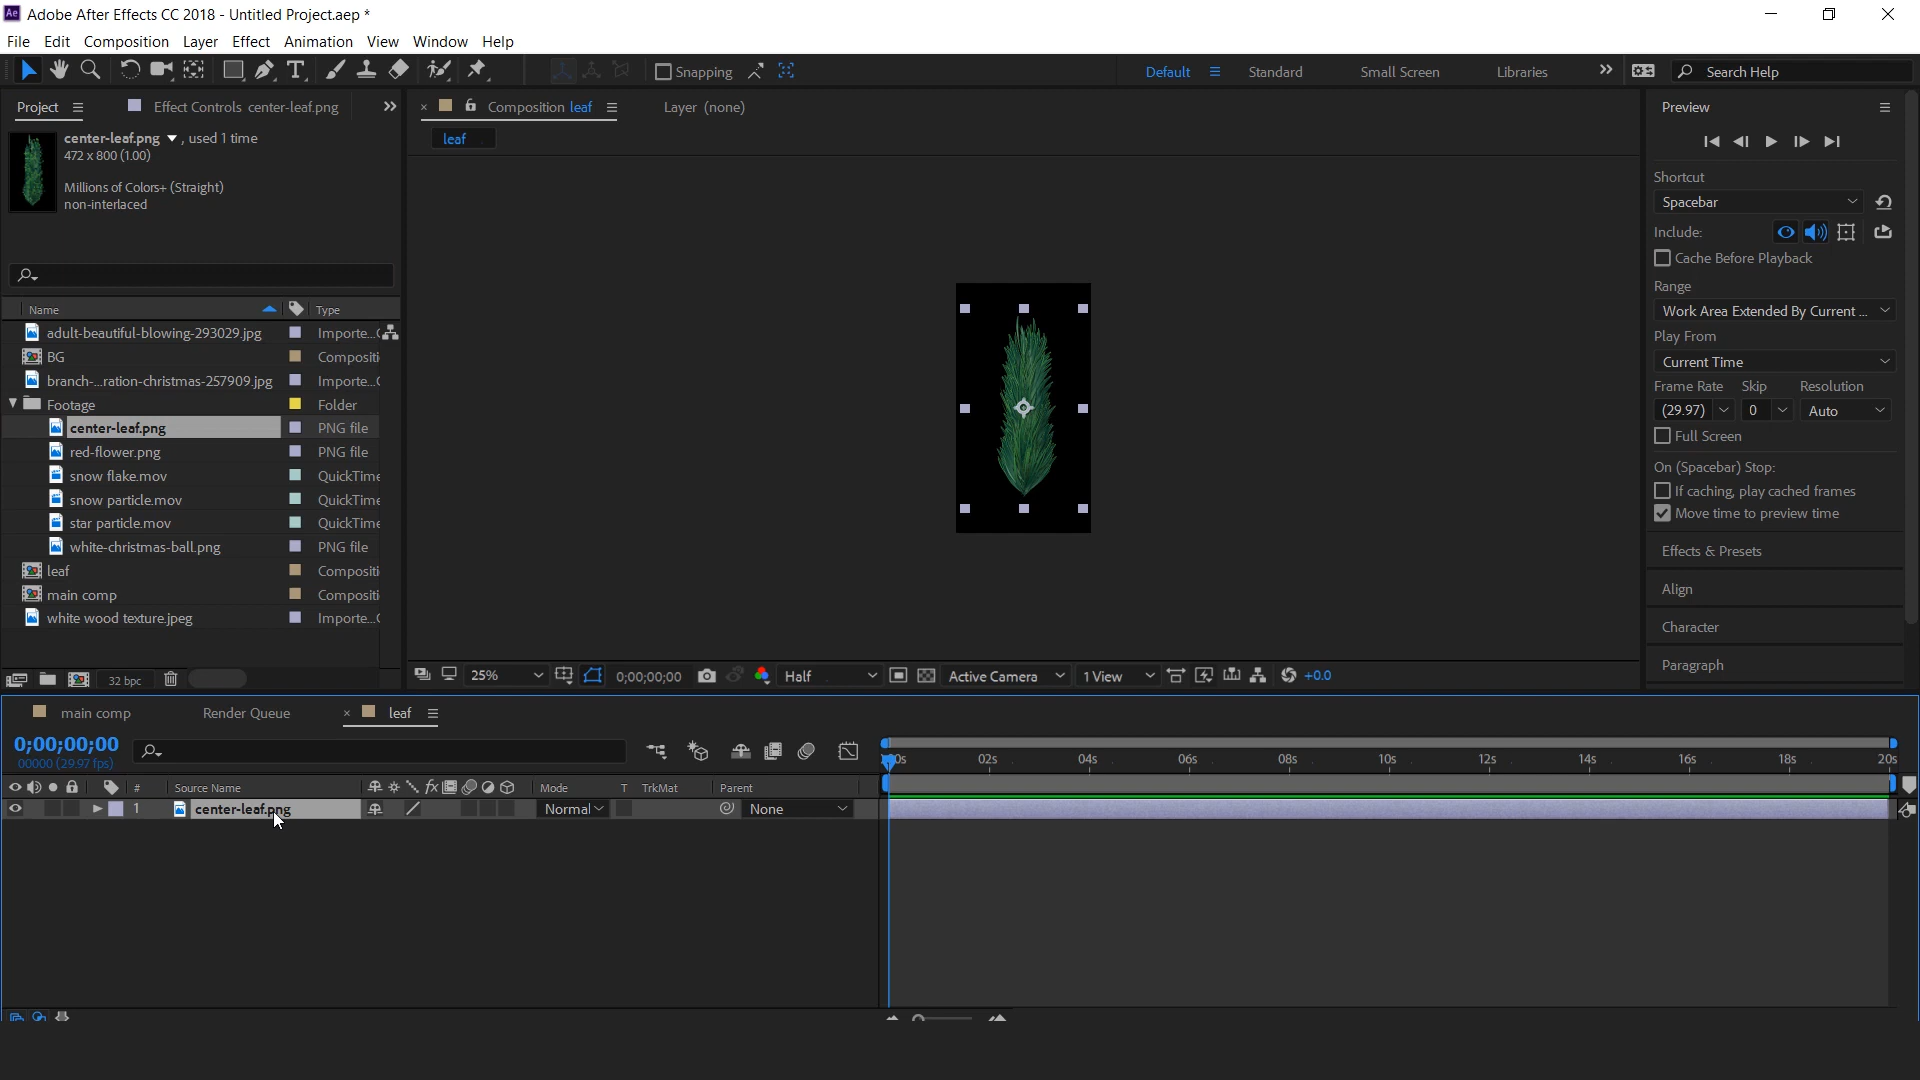 Ae Adobe After Effects CC 2018 - Untitled Project.aep *
File Edit Composition Layer Effect Animation View Window Help
Snapping Default Standard Small Screen Libraries Search Help
Project Effect Controls center-leaf.png Composition leaf Layer (none) Preview
center-leaf.png , used 1 time
472 x 800 (1.00)
leaf
Millions of Colors+ (Straight)
non-interlaced
Shortcut
Spacebar
Include:
Cache Before Playback
Range
Work Area Extended By Current ...
Play From
Current Time
Frame Rate Skip Resolution
(29.97) 0 Auto
Full Screen
On (Spacebar) Stop:
If caching, play cached frames
Move time to preview time
Effects & Presets
Align
Character
Paragraph
Name Type
adult-beautiful-blowing-293029.jpg Importe...(
BG Compositi
branch-...ration-christmas-257909.jpg Importe...(
Footage Folder
center-leaf.png PNG file
red-flower.png PNG file
snow flake.mov QuickTime
snow particle.mov QuickTime
star particle.mov QuickTime
white-christmas-ball.png PNG file
leaf Compositi
main comp Compositi
white wood texture.jpeg Importe...(
32 bpc
25% 0;00;00;00 Half Active Camera 1 View +0.0
main comp Render Queue leaf
0;00;00;00
00000 (29.97 fps)
0s 02s 04s 06s 08s 10s 12s 14s 16s 18s 20s
# Source Name fx Mode T TrkMat Parent
1 center-leaf.png Normal None